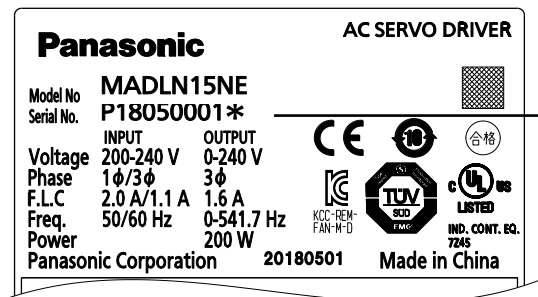 AC SERVO DRIVER
Panasonic
Model No MADLN15NE
Serial No. P18050001*
INPUT OUTPUT
Voltage 200-240 V 0-240 V
Phase 1ϕ/3ϕ 3ϕ
F.L.C 2.0 A/1.1 A 1.6 A
Freq. 50/60 Hz 0-541.7 Hz
Power 200 W
Panasonic Corporation 20180501 Made in China
CE
10
合格
KCC-REM-
FAN-M-D
TÜV
SÜD
EMC
C UL US
LISTED
IND. CONT. EQ.
7245